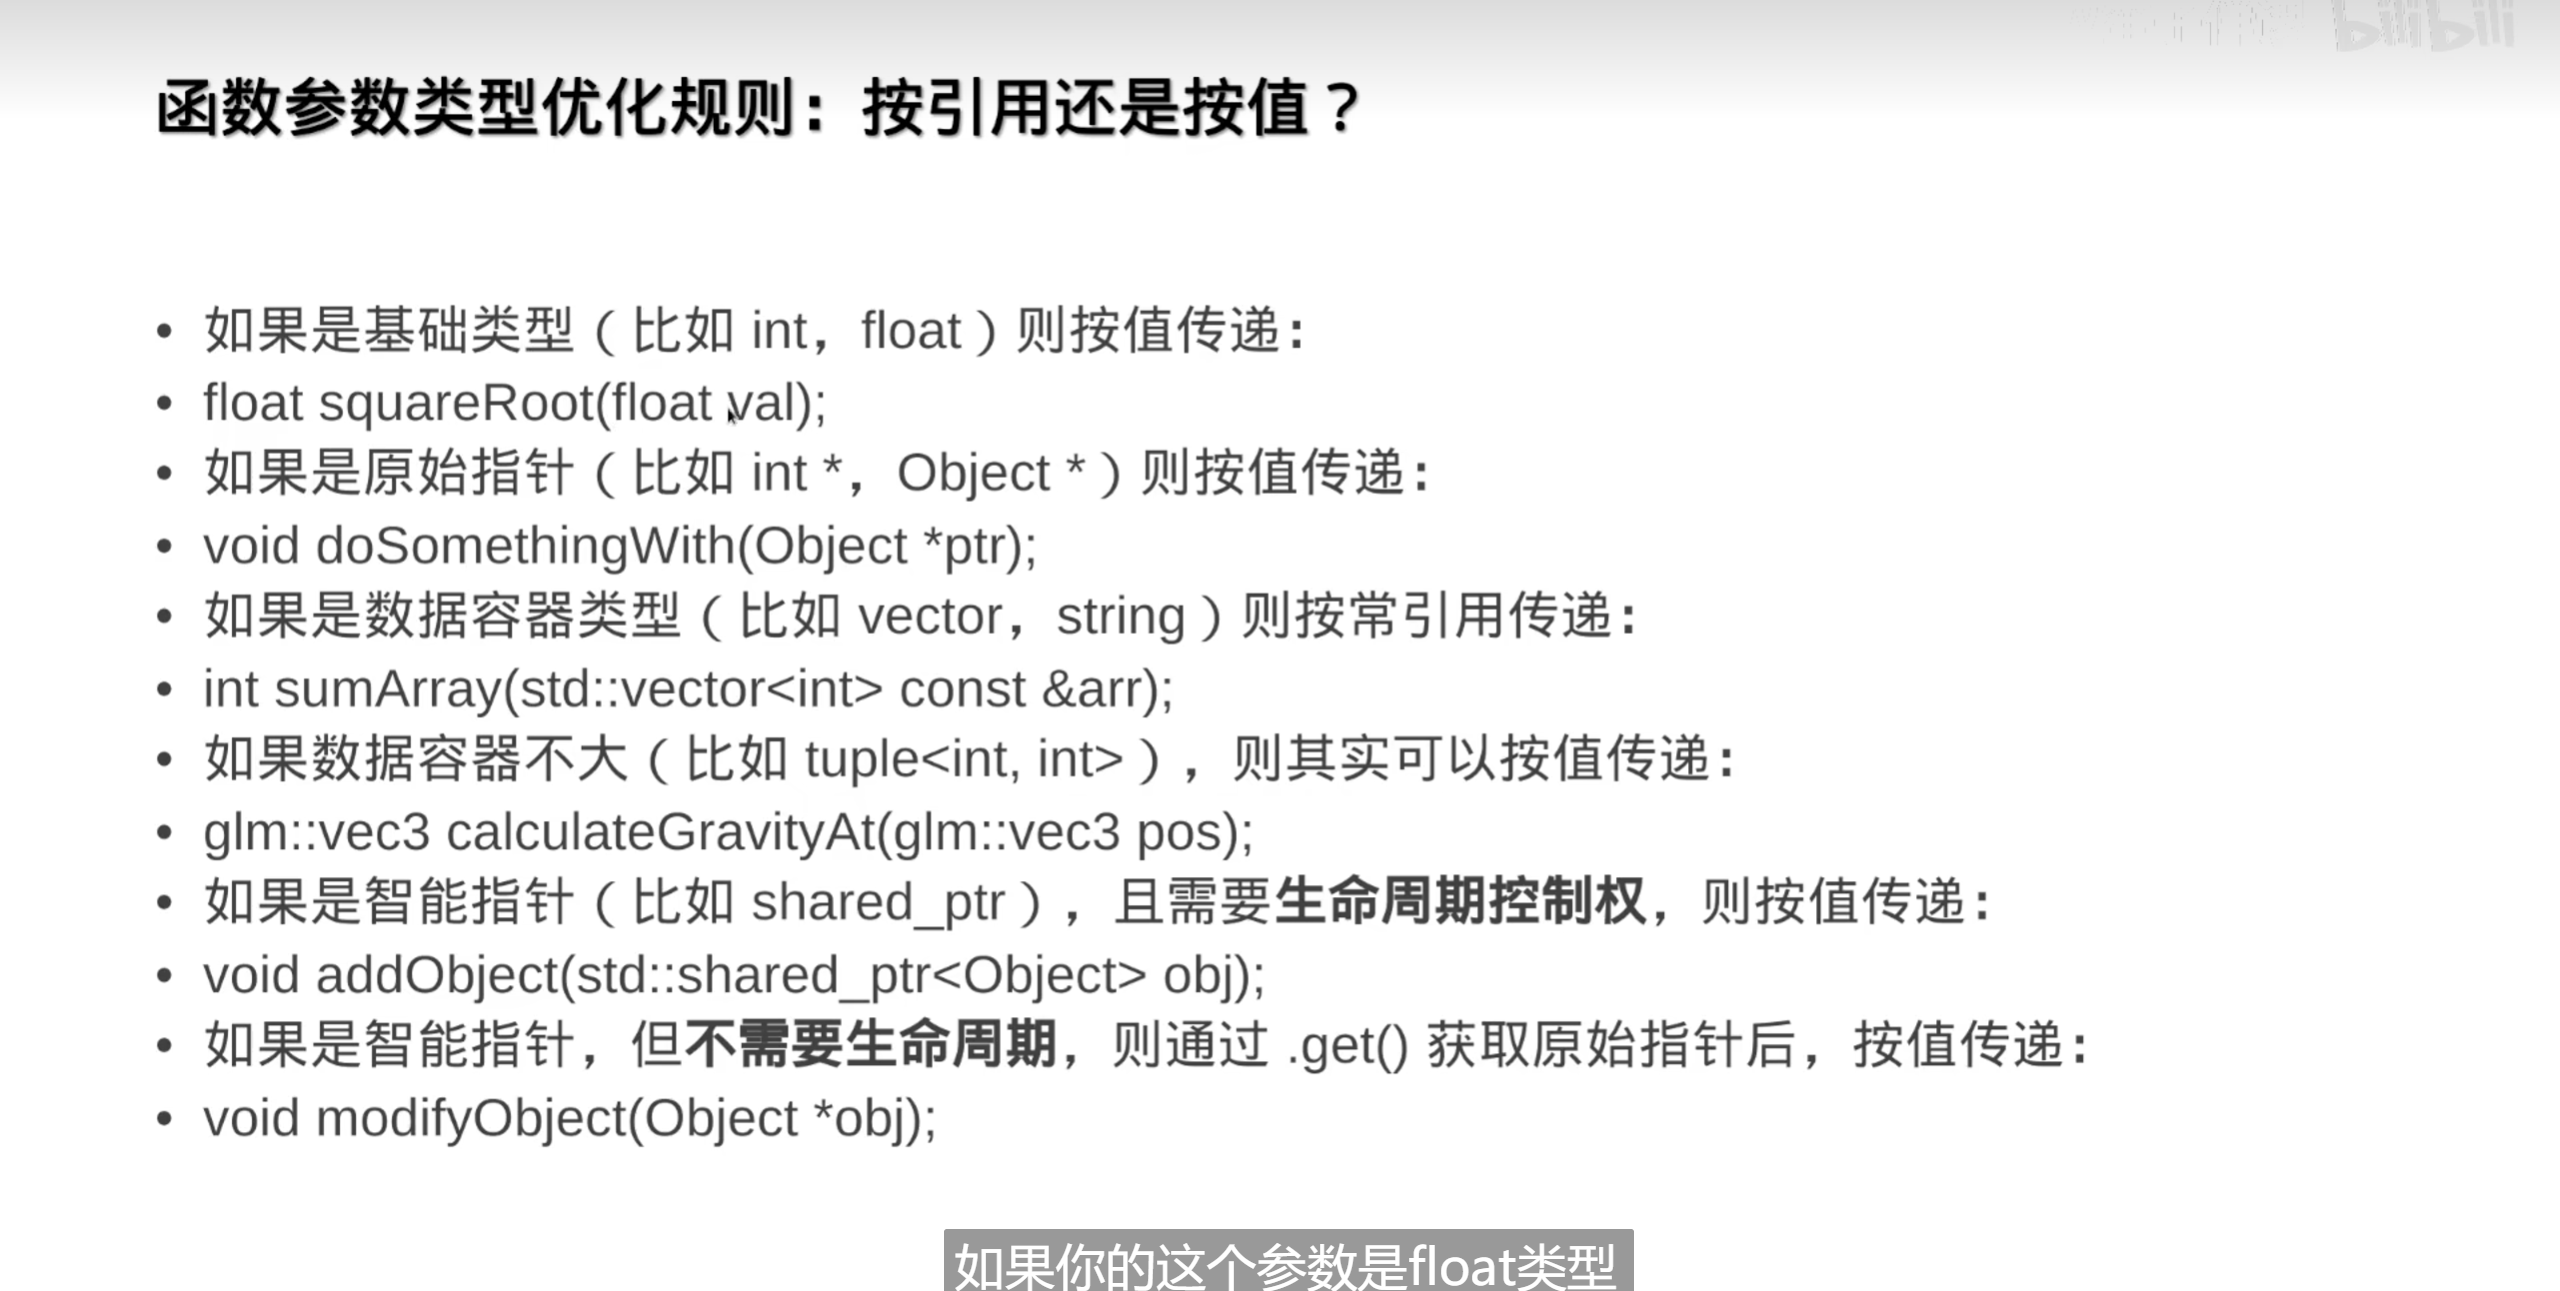 bilibili
函数参数类型优化规则：按引用还是按值？
• 如果是基础类型（比如 int，float）则按值传递：
• float squareRoot(float val);
• 如果是原始指针（比如 int *，Object *）则按值传递：
• void doSomethingWith(Object *ptr);
• 如果是数据容器类型（比如 vector，string）则按常引用传递：
• int sumArray(std::vector<int> const &arr);
• 如果数据容器不大（比如 tuple<int, int>），则其实可以按值传递：
• glm::vec3 calculateGravityAt(glm::vec3 pos);
• 如果是智能指针（比如 shared_ptr），且需要生命周期控制权，则按值传递：
• void addObject(std::shared_ptr<Object> obj);
• 如果是智能指针，但不需要生命周期，则通过 .get() 获取原始指针后，按值传递：
• void modifyObject(Object *obj);
如果你的这个参数是float类型